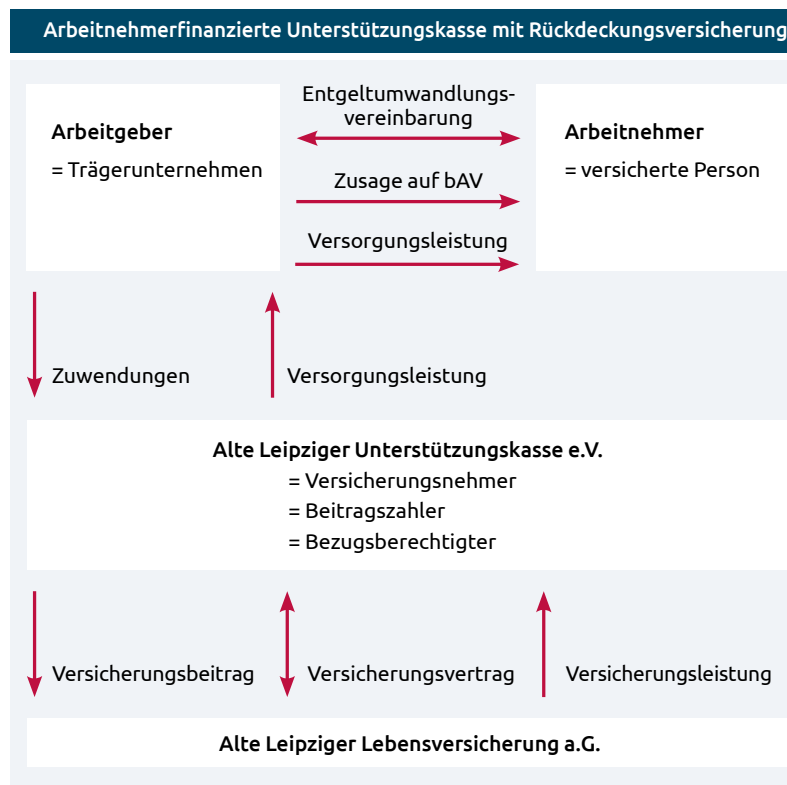 Arbeitnehmerfinanzierte Unterstützungskasse mit Rückdeckungsversicherung
Entgeltumwandlungs-
vereinbarung
Arbeitgeber
= Trägerunternehmen
Arbeitnehmer
= versicherte Person
Zusage auf bAV
Versorgungsleistung
Zuwendungen
Versorgungsleistung
Alte Leipziger Unterstützungskasse e.V.
= Versicherungsnehmer
= Beitragszahler
= Bezugsberechtigter
Versicherungsbeitrag
Versicherungsvertrag
Versicherungsleistung
Alte Leipziger Lebensversicherung a.G.